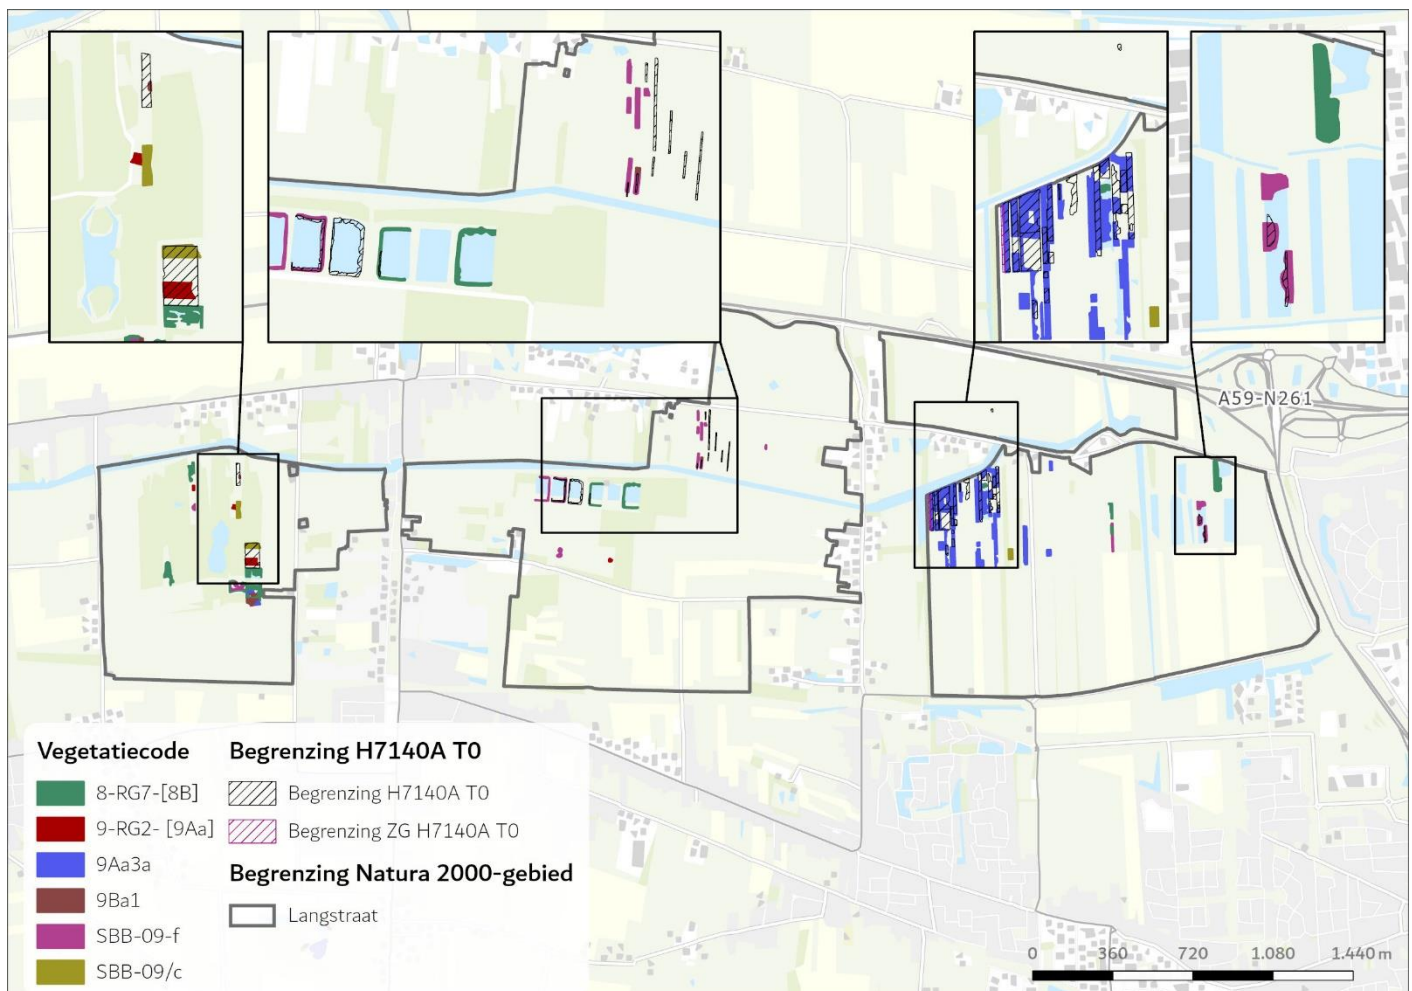 A59-N261
Vegetatiecode
8-RG7-[8B]
9-RG2- [9Aa]
9Aa3a
9Ba1
SBB-09-f
SBB-09/c
Begrenzing H7140A T0
Begrenzing H7140A T0
Begrenzing ZG H7140A T0
Begrenzing Natura 2000-gebied
Langstraat
0 360 720 1.080 1.440 m